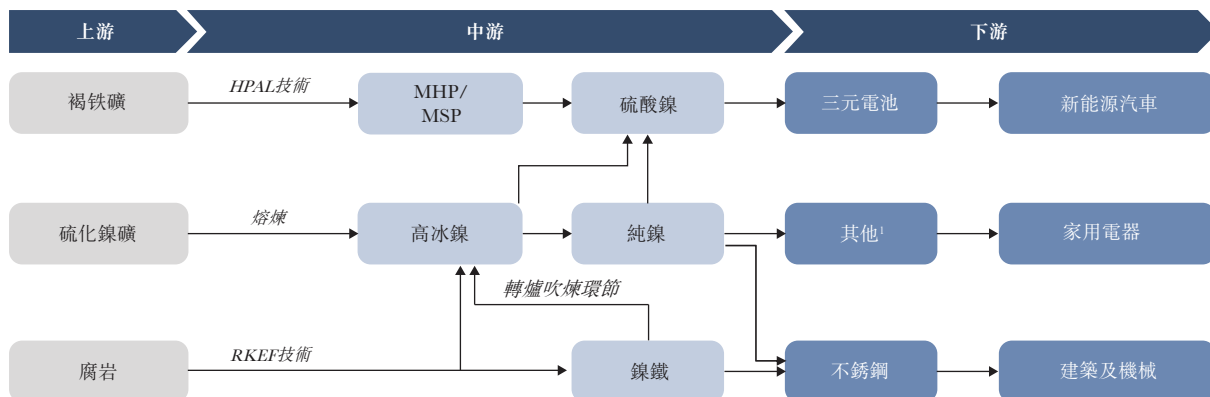 上游
中游
下游
褐铁礦
HPAL技術
MHP/
MSP
硫酸鎳
三元電池
新能源汽車
硫化鎳礦
熔煉
高冰鎳
純鎳
其他1
家用電器
轉爐吹煉環節
腐岩
RKEF技術
鎳鐵
不銹鋼
建築及機械